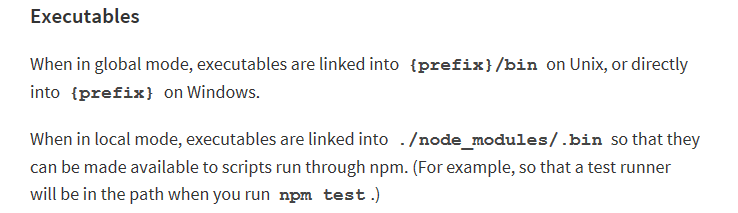 Executables
When in global mode, executables are linked into {prefix}/bin on Unix, or directly
into {prefix} on Windows.
When in local mode, executables are linked into ./node_modules/.bin so that they
can be made available to scripts run through npm. (For example, so that a test runner
will be in the path when you run npm test.)